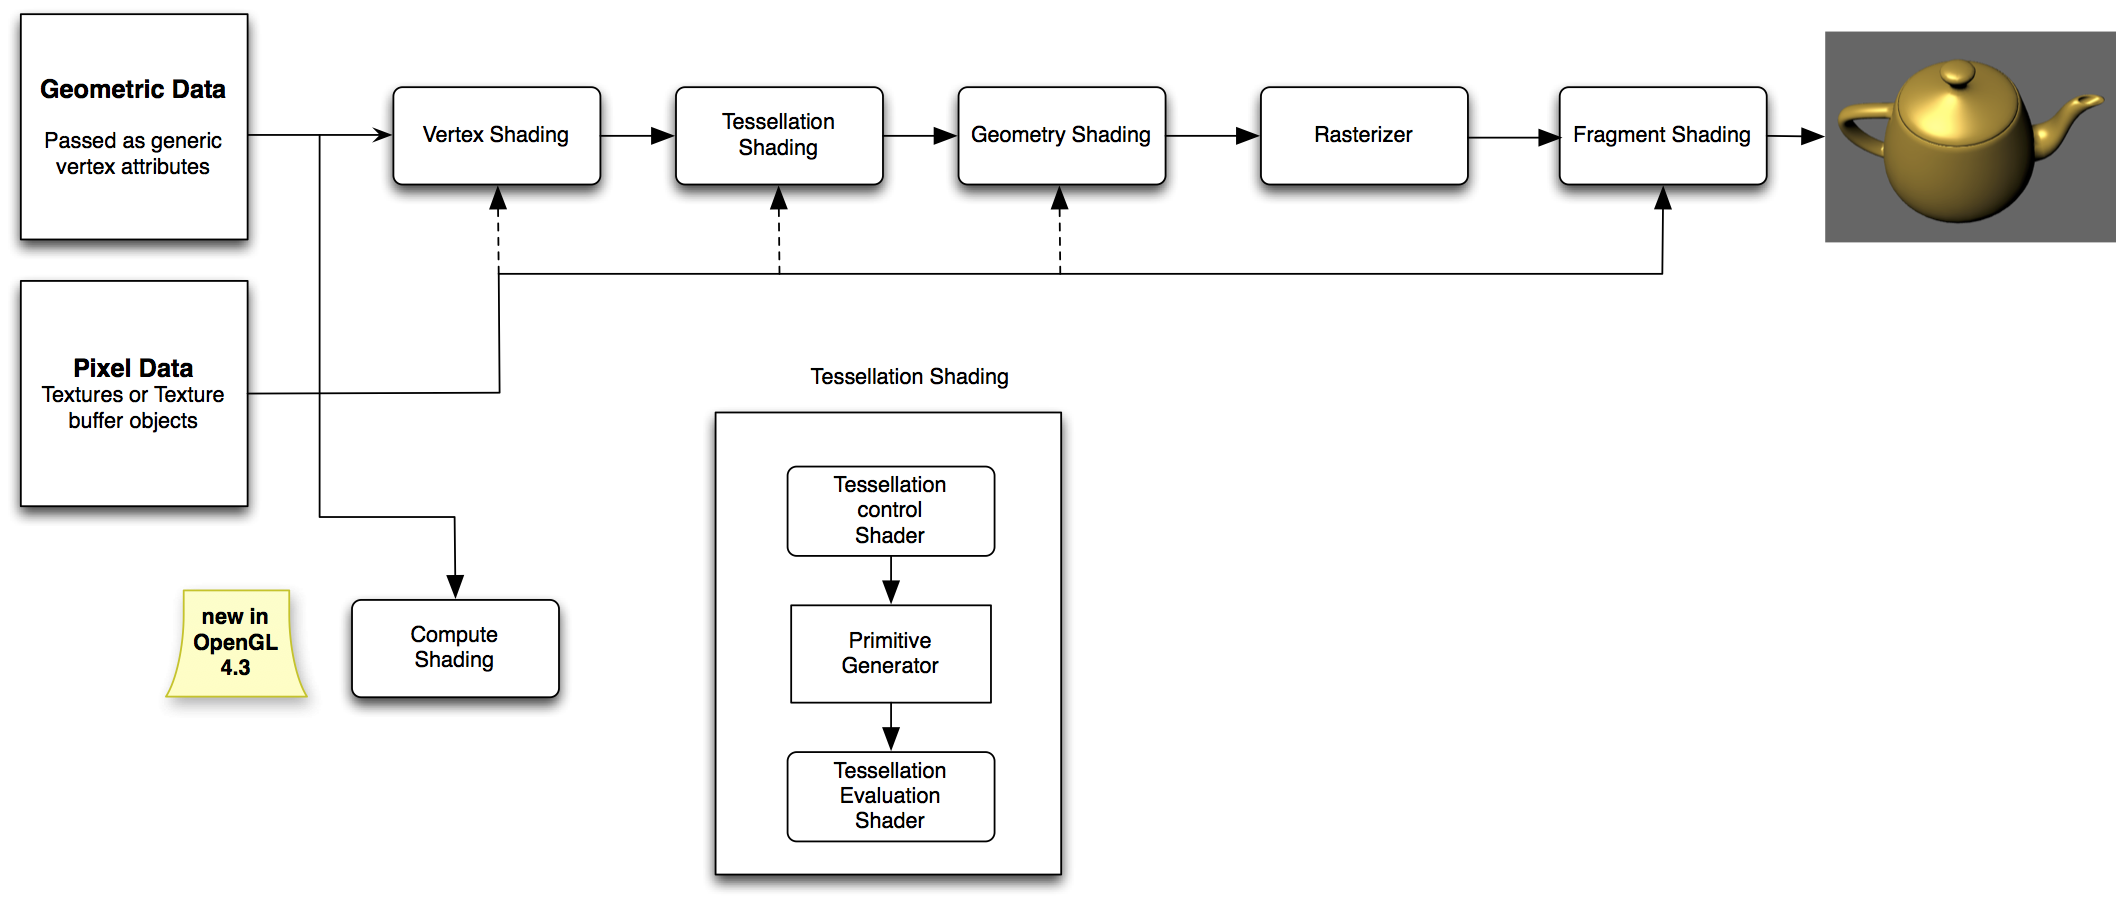 Geometric Data
Passed as generic
vertex attributes
Vertex Shading
Tessellation
Shading
Geometry Shading
Rasterizer
Fragment Shading
Pixel Data
Textures or Texture
buffer objects
Tessellation Shading
Tessellation
control
Shader
Primitive
Generator
Tessellation
Evaluation
Shader
new in
OpenGL
4.3
Compute
Shading